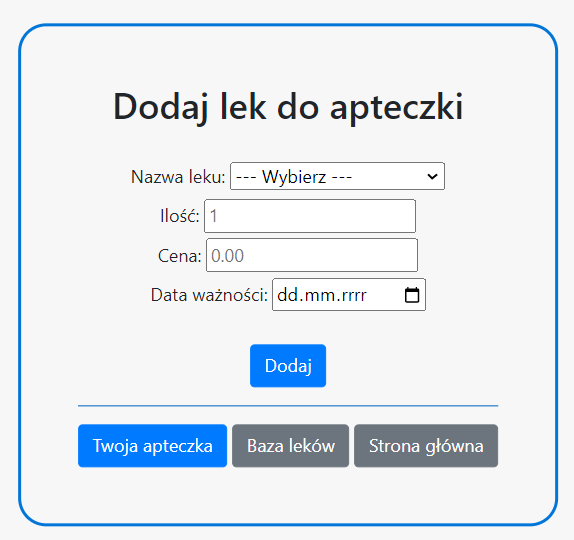 Dodaj lek do apteczki
Nazwa leku: --- Wybierz ---
Ilość: 1
Cena: 0.00
Data ważności: dd.mm.rrrr
Dodaj
Twoja apteczka Baza leków Strona główna